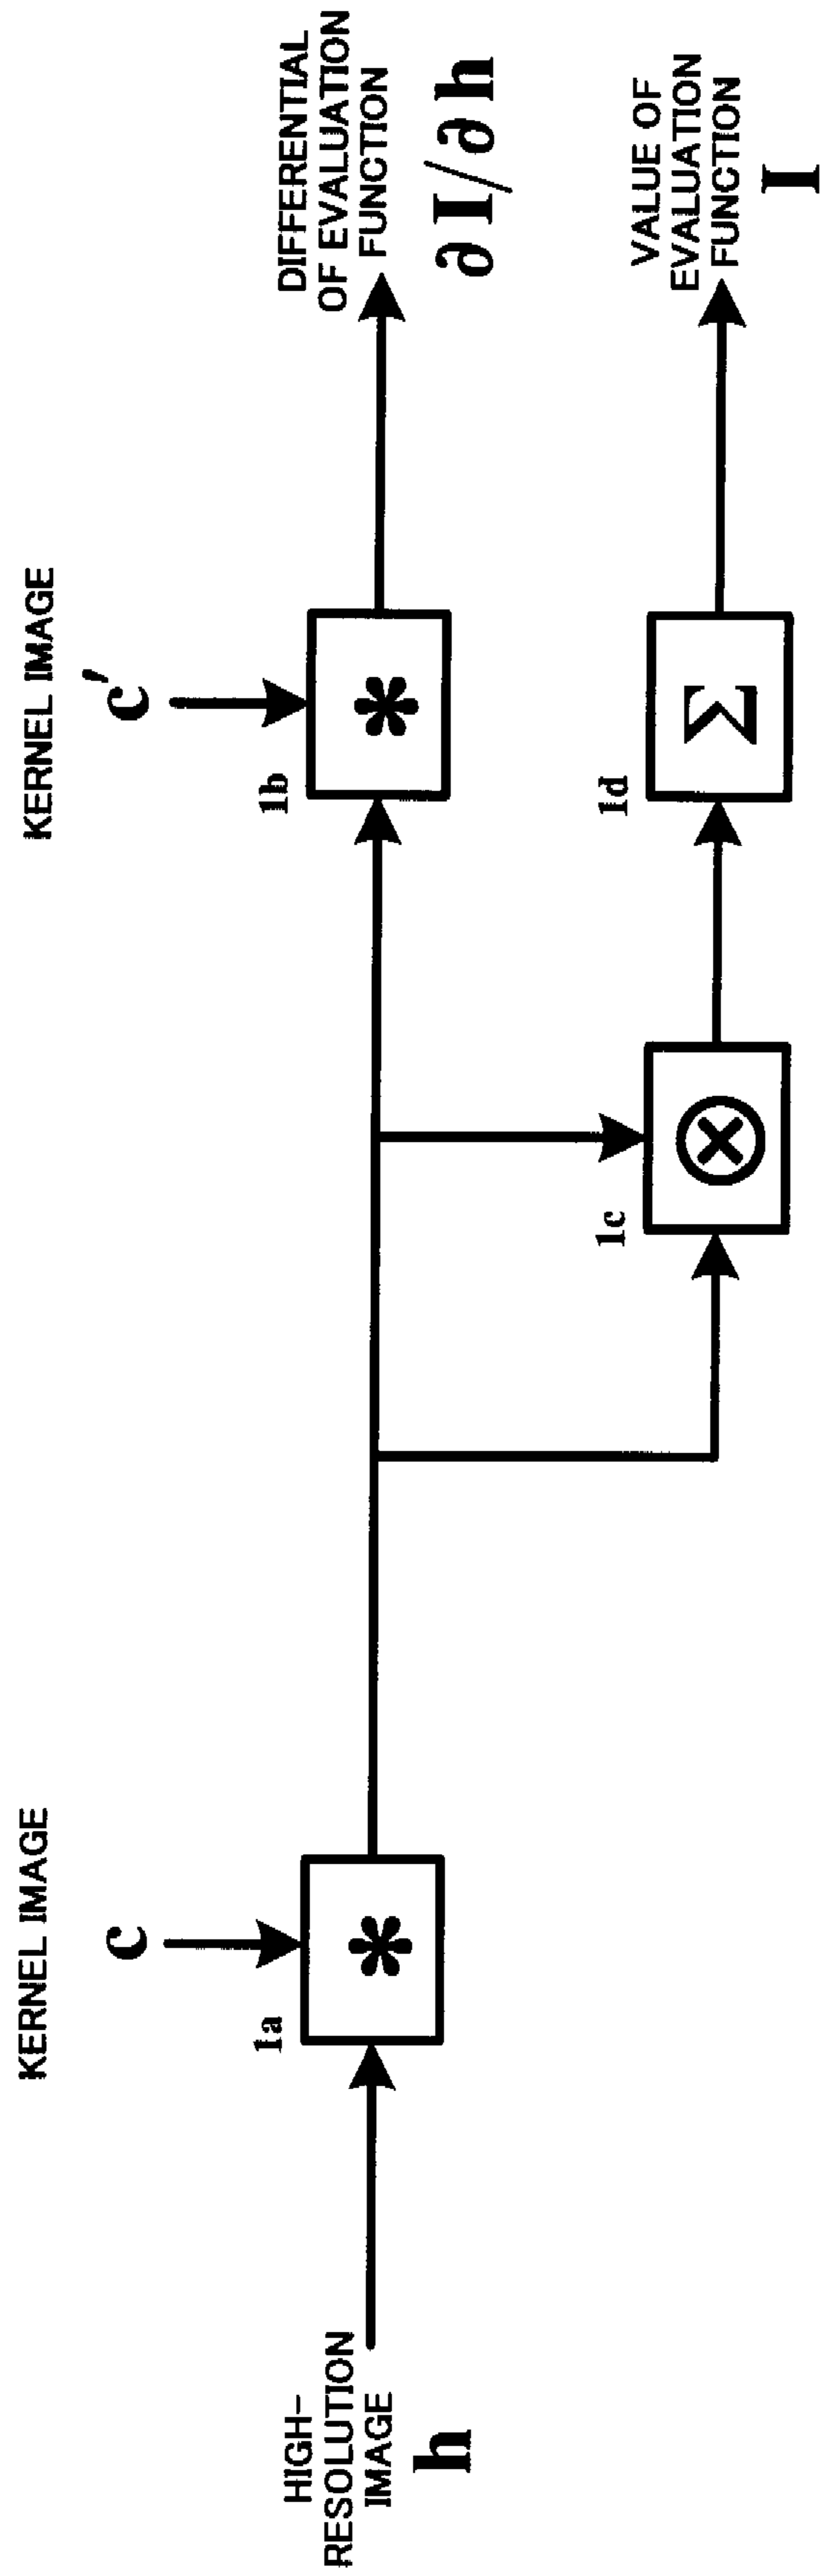 KERNEL IMAGE
c
KERNEL IMAGE
c'
HIGH-
RESOLUTION
IMAGE
h
1a
*
1b
*
DIFFERENTIAL
OF EVALUATION
FUNCTION
∂I/∂h
1c
⊗
1d
Σ
VALUE OF
EVALUATION
FUNCTION
I